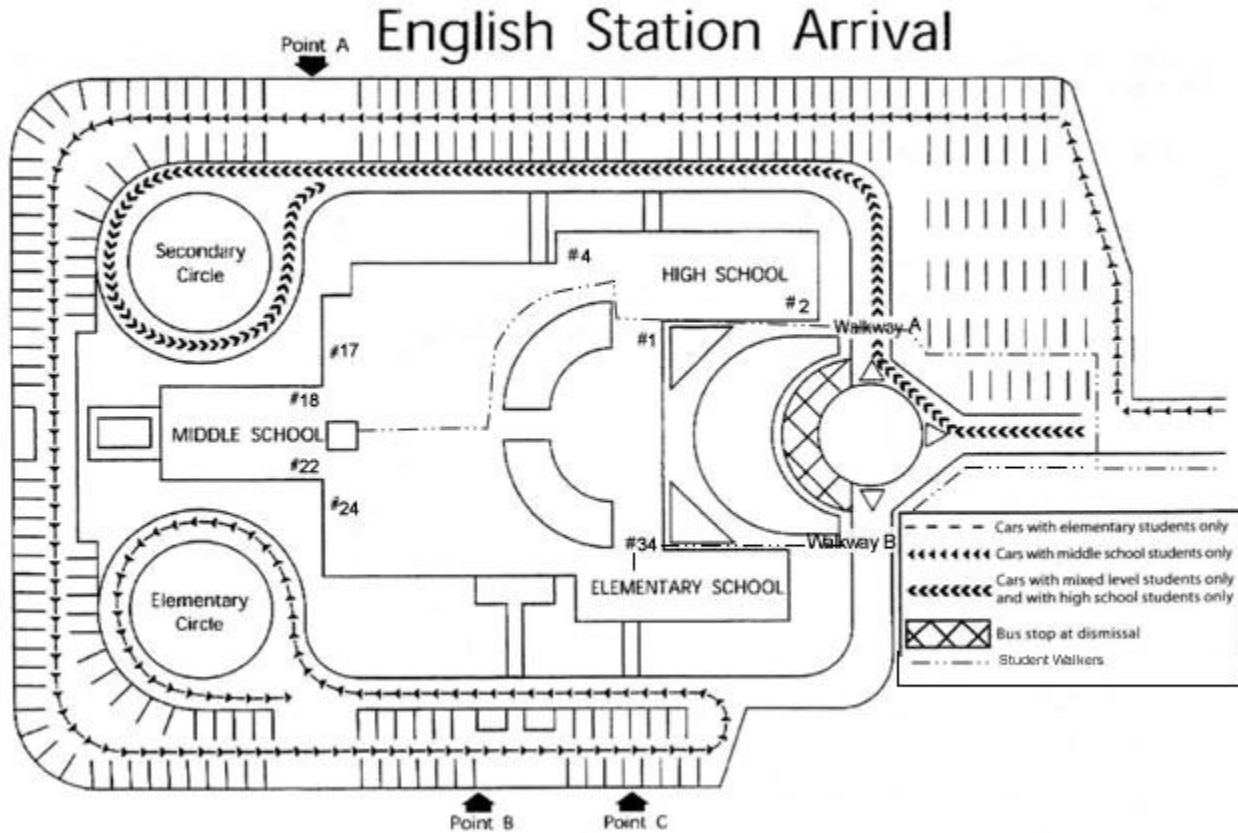 English Station Arrival
Point A
Secondary
Circle
#4
HIGH SCHOOL
#2
#17
#1
Walkway A
#18
MIDDLE SCHOOL
#22
#24
#34
Walkway B
Elementary
Circle
ELEMENTARY SCHOOL
Cars with elementary students only
Cars with middle school students only
Cars with mixed level students only
and with high school students only
Bus stop at dismissal
Student Walkers
Point B
Point C